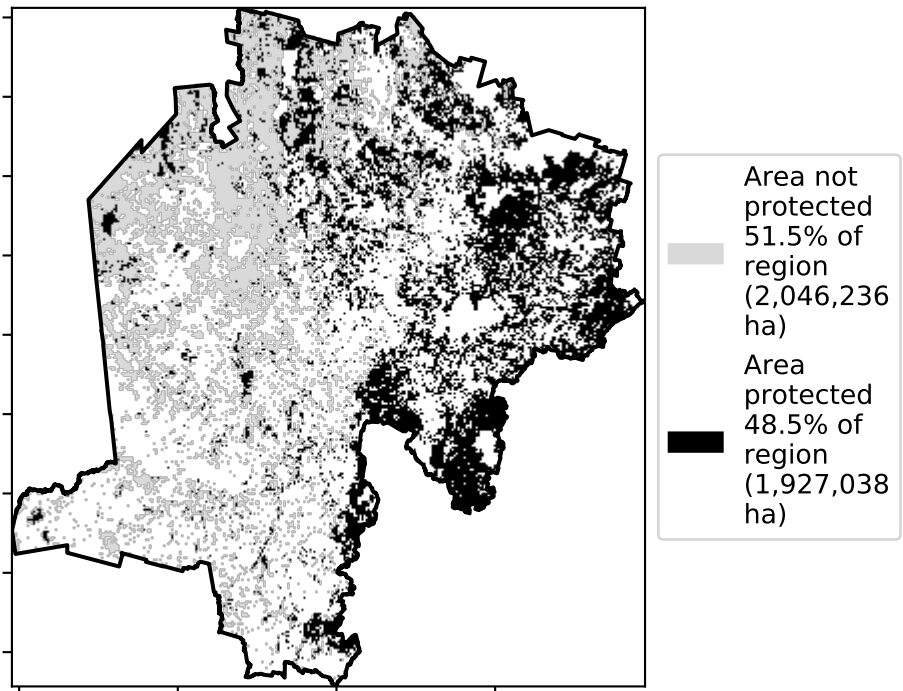 Area not
protected
51.5% of
region
(2,046,236
ha)
Area
protected
48.5% of
region
(1,927,038
ha)